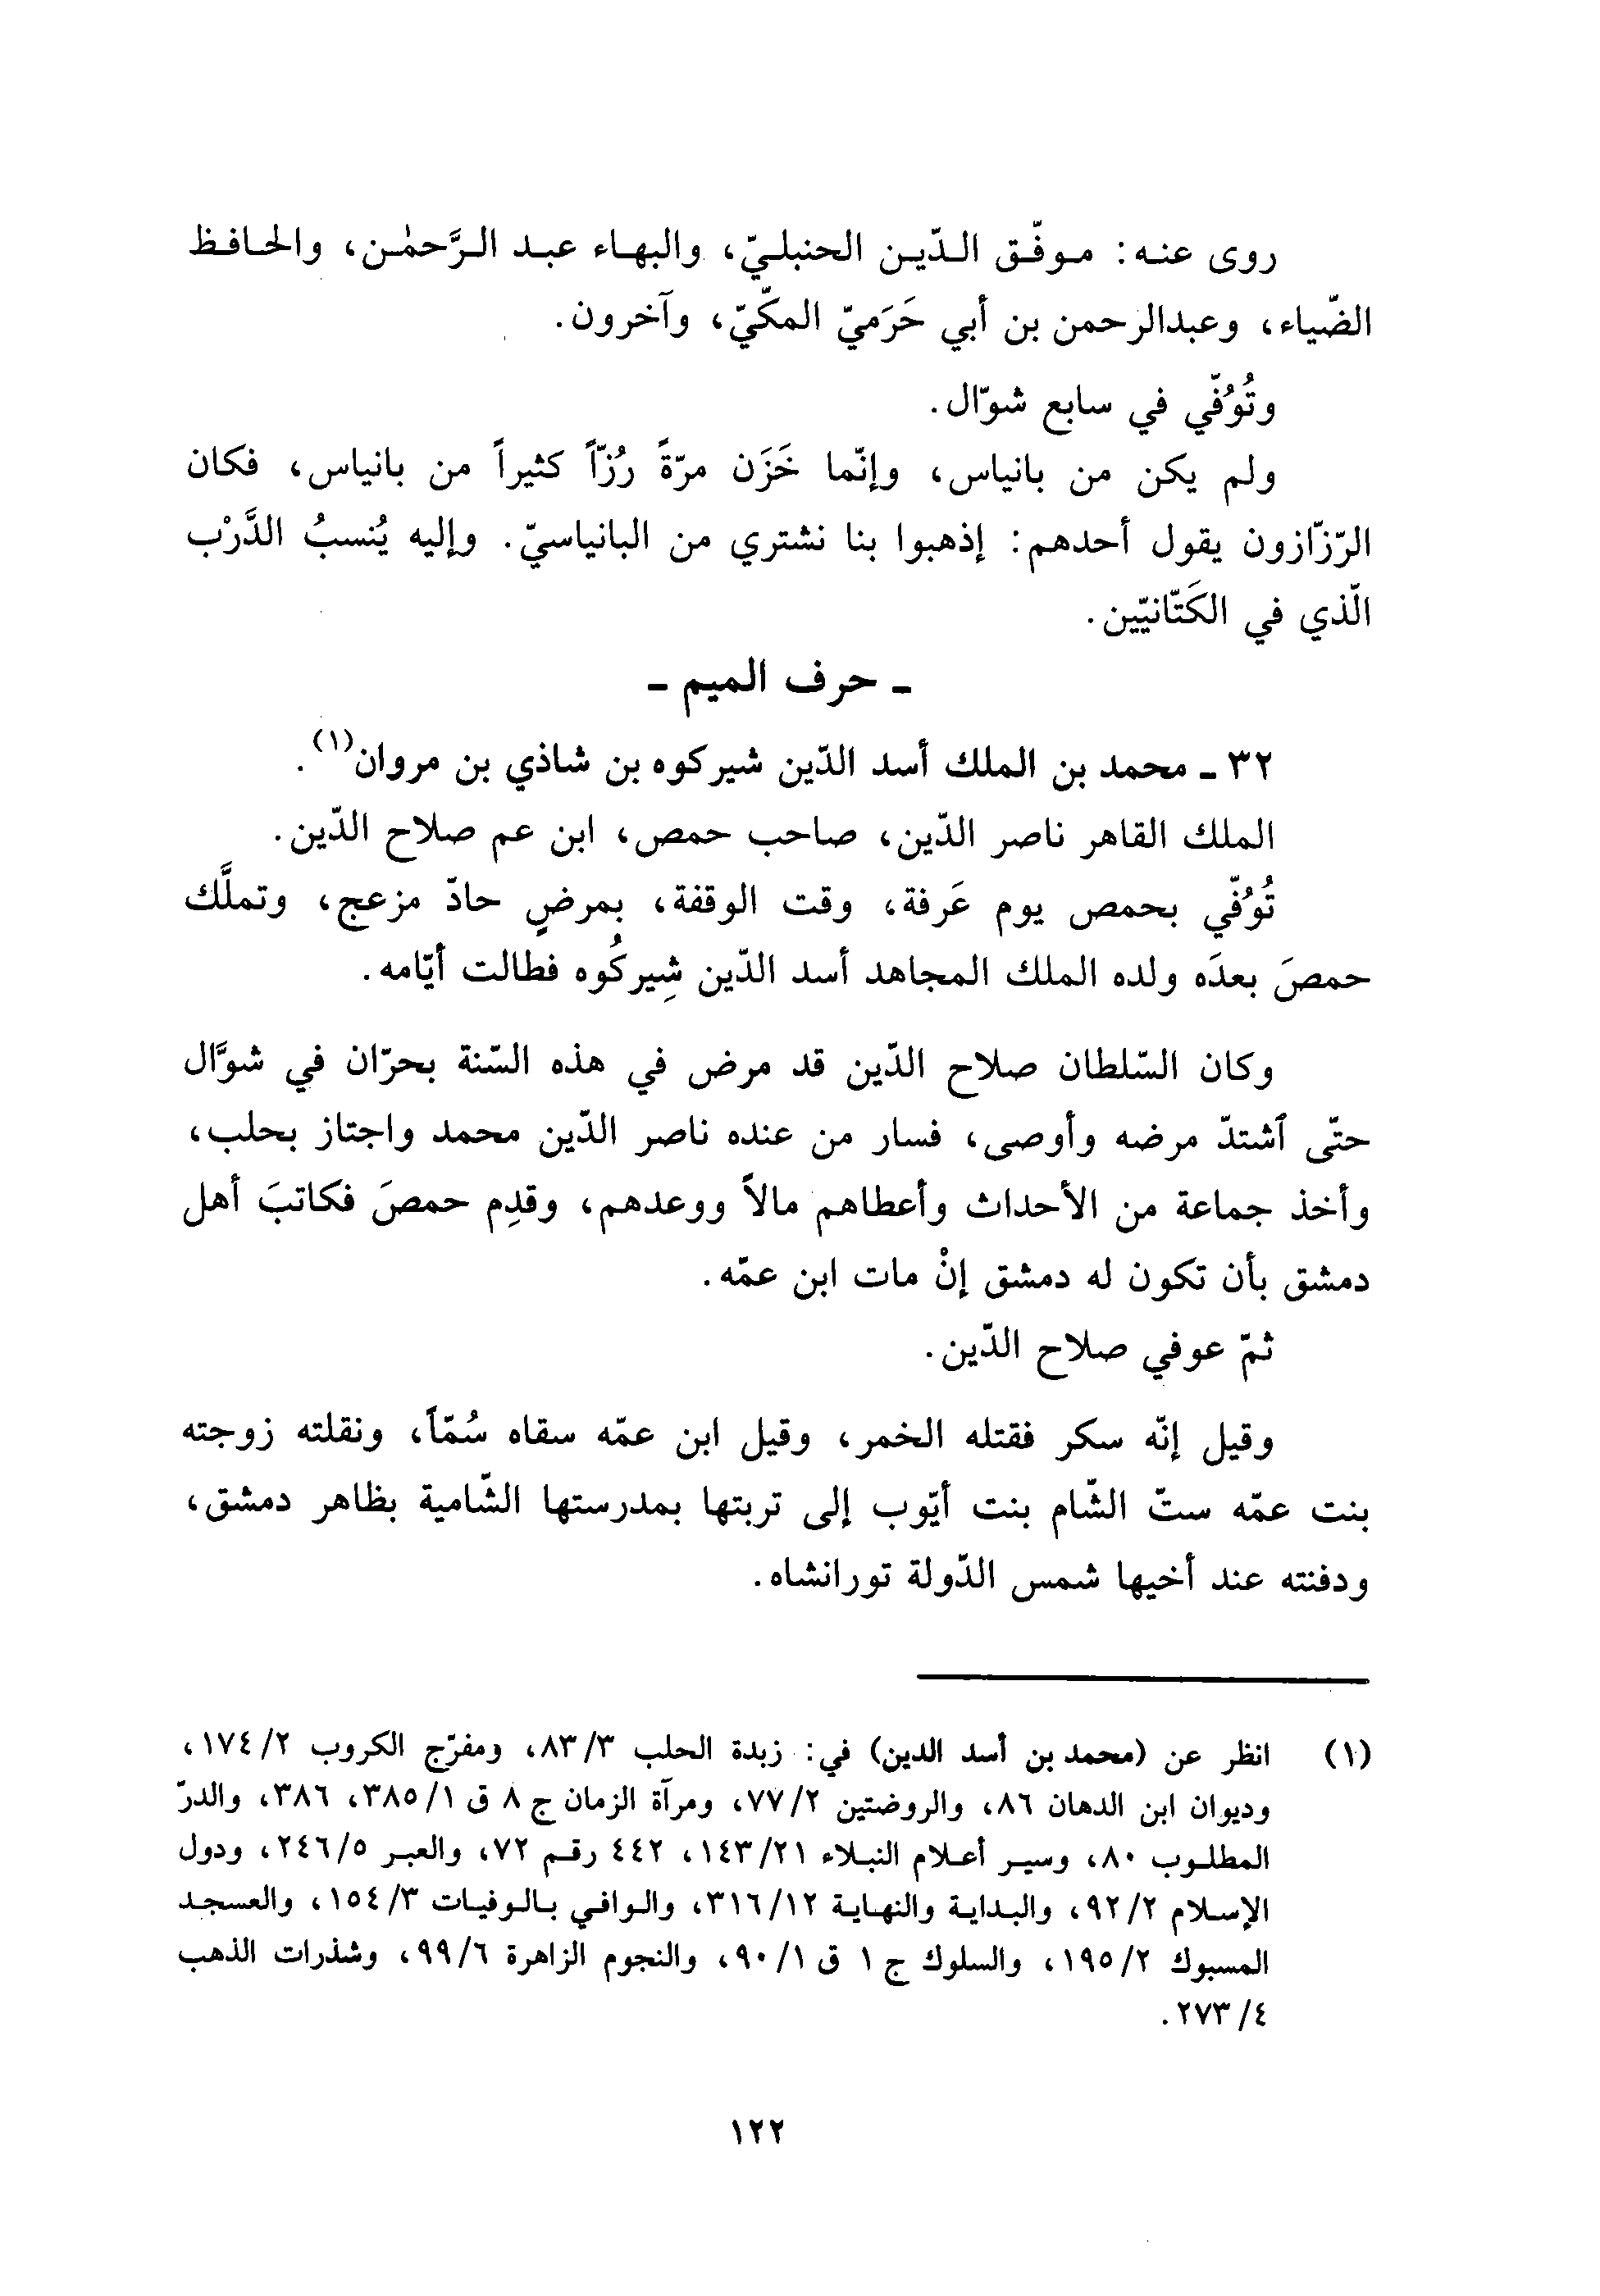 روى عنه: موفّق الدّين الحنبليّ، والبهاء عبد الرَّحمٰن، والحافظ
الضّياء، وعبدالرحمن بن أبي حَرَميّ المكّيّ، وآخرون.
وتُوُفّي في سابع شوّال.
ولم يكن من بانياس، وإنّما خَزَن مرّةً رُزّاً كثيراً من بانياس، فكان
الرّزّازون يقول أحدهم: إذهبوا بنا نشتري من البانياسيّ. وإليه يُنسبُ الدَّرْب
الّذي في الكَتّانيّين.
ـ حرف الميم ـ
٣٢ ـ محمد بن الملك أسد الدّين شيركوه بن شاذي بن مروان(١).
الملك القاهر ناصر الدّين، صاحب حمص، ابن عم صلاح الدّين.
تُوُفّي بحمص يوم عَرفة، وقت الوقفة، بمرضٍ حادّ مزعج، وتملَّك
حمصَ بعدَه ولده الملك المجاهد أسد الدّين شِيركُوه فطالت أيّامه.
وكان السّلطان صلاح الدّين قد مرض في هذه السّنة بحرّان في شوَّال
حتّى ٱشتدّ مرضه وأوصى، فسار من عنده ناصر الدّين محمد واجتاز بحلب،
وأخذ جماعة من الأحداث وأعطاهم مالاً ووعدهم، وقدِم حمصَ فكاتبَ أهل
دمشق بأن تكون له دمشق إنْ مات ابن عمّه.
ثمّ عوفي صلاح الدّين.
وقيل إنّه سكر فقتله الخمر، وقيل ابن عمّه سقاه سُمّاً، ونقلته زوجته
بنت عمّه ستّ الشّام بنت أيّوب إلى تربتها بمدرستها الشّامية بظاهر دمشق،
ودفنته عند أخيها شمس الدّولة تورانشاه.
(١) انظر عن (محمد بن أسد الدين) في: زبدة الحلب ٨٣/٣، ومفرّج الكروب ١٧٤/٢،
وديوان ابن الدهان ٨٦، والروضتين ٧٧/٢، ومرآة الزمان ج ٨ ق ٣٨٥/١، ٣٨٦، والدرّ
المطلوب ٨٠، وسير أعلام النبلاء ١٤٣/٢١، ٤٤٢ رقم ٧٢، والعبر ٢٤٦/٥، ودول
الإسلام ٩٢/٢، والبداية والنهاية ٣١٦/١٢، والوافي بالوفيات ١٥٤/٣، والعسجد
المسبوك ١٩٥/٢، والسلوك ج ١ ق ٩٠/١، والنجوم الزاهرة ٩٩/٦، وشذرات الذهب
٢٧٣/٤.
١٢٢